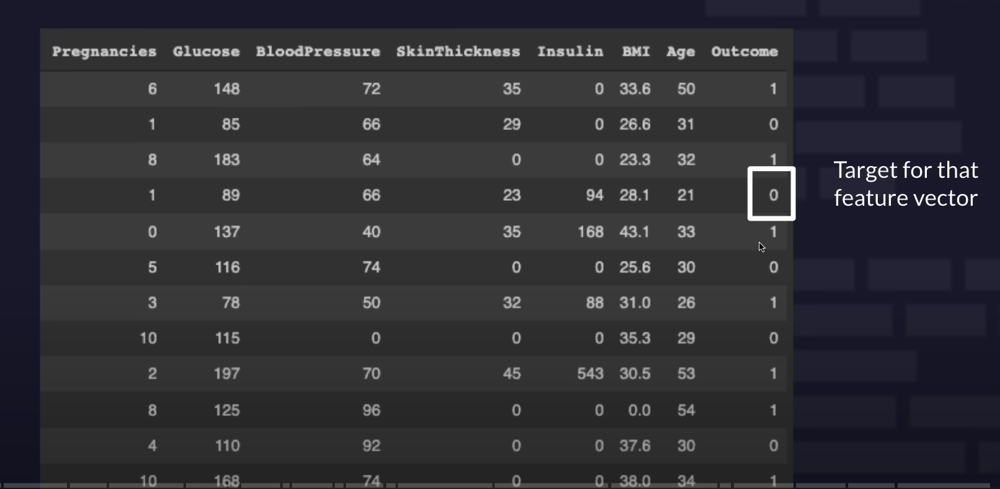 Pregnancies Glucose BloodPressure SkinThickness Insulin BMI Age Outcome
6 148 72 35 0 33.6 50 1
1 85 66 29 0 26.6 31 0
8 183 64 0 0 23.3 32 1
1 89 66 23 94 28.1 21 0
0 137 40 35 168 43.1 33 1
5 116 74 0 0 25.6 30 0
3 78 50 32 88 31.0 26 1
10 115 0 0 0 35.3 29 0
2 197 70 45 543 30.5 53 1
8 125 96 0 0 0.0 54 1
4 110 92 0 0 37.6 30 0
10 168 74 0 0 38.0 34 1
Target for that
feature vector